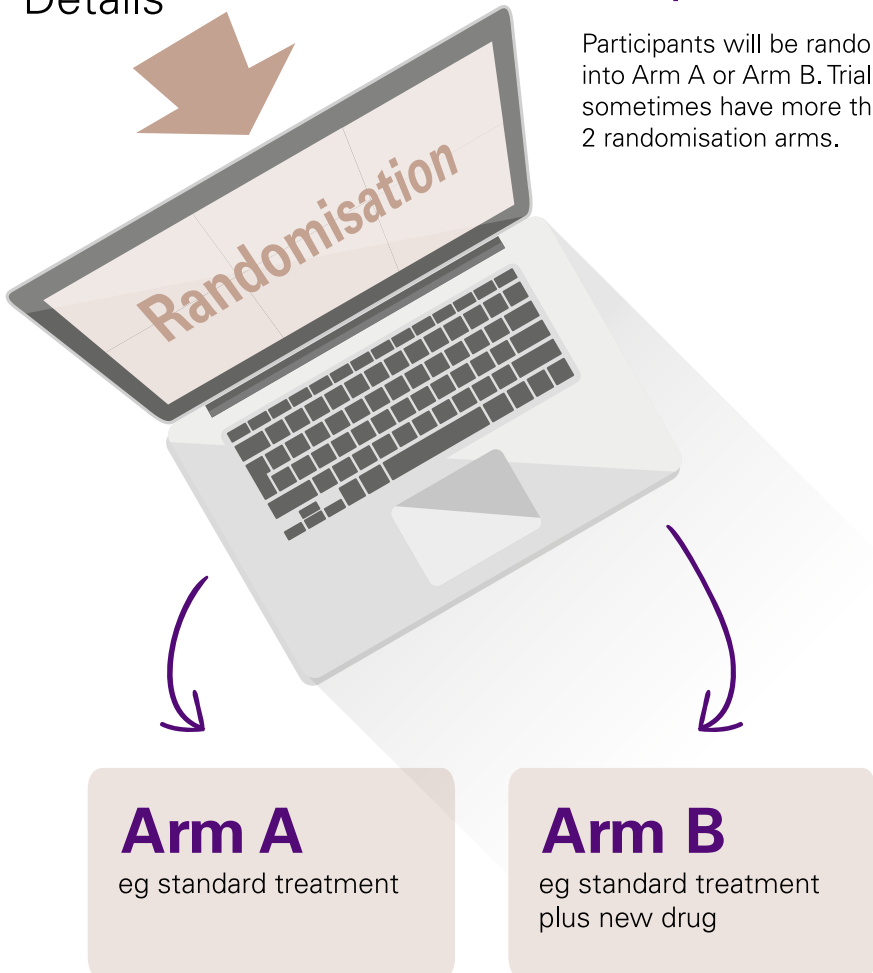 Details
Participants will be rando
into Arm A or Arm B. Trial
sometimes have more th
2 randomisation arms.
Randomisation
Arm A
eg standard treatment
Arm B
eg standard treatment
plus new drug